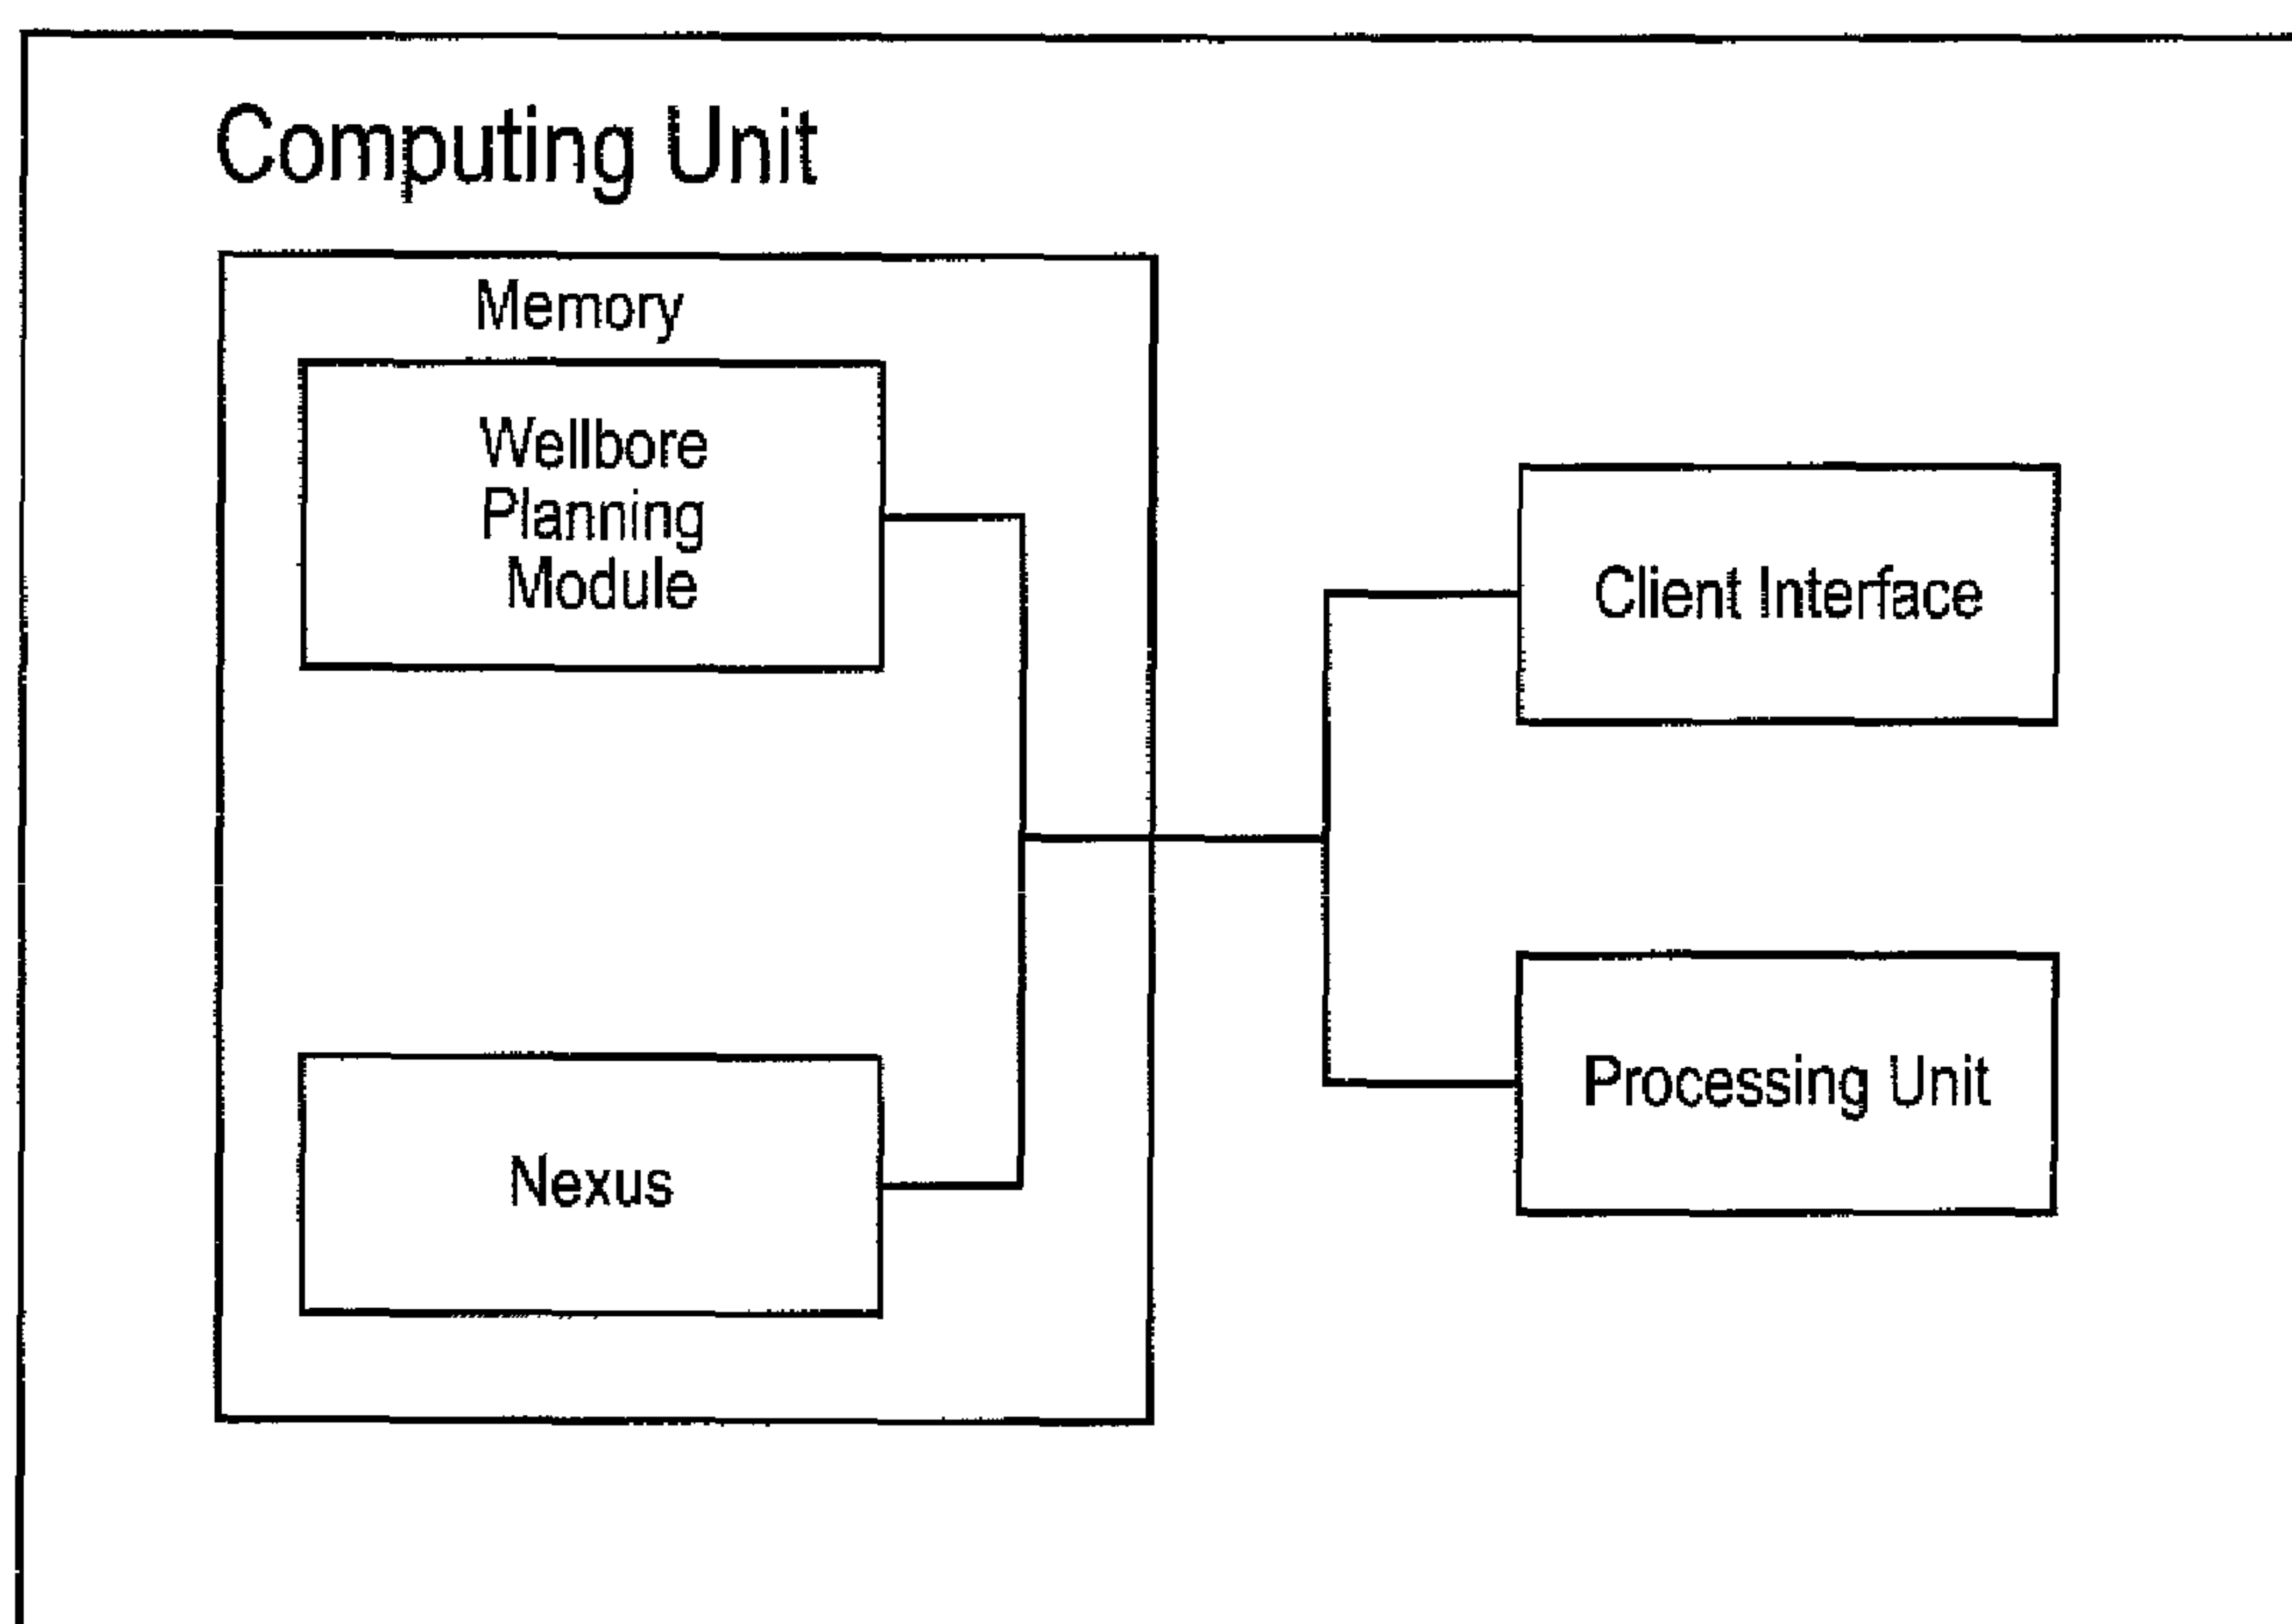 Computing Unit
Memory
Wellbore
Planning
Module
Client Interface
Processing Unit
Nexus